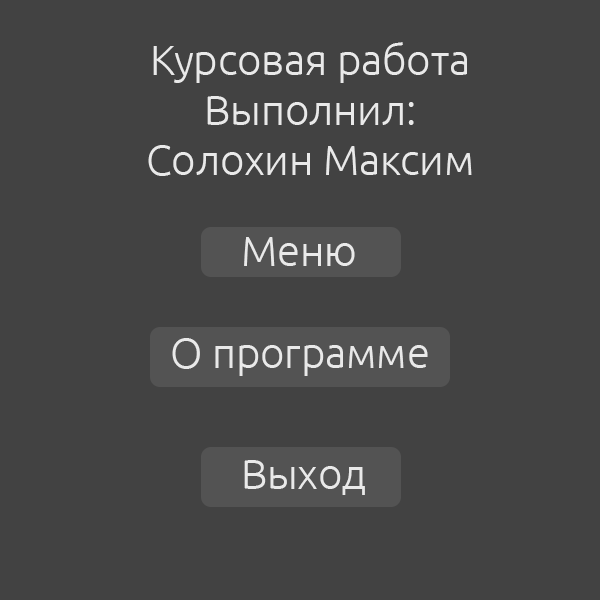 Курсовая работа
Выполнил:
Солохин Максим
Меню
О программе
Выход